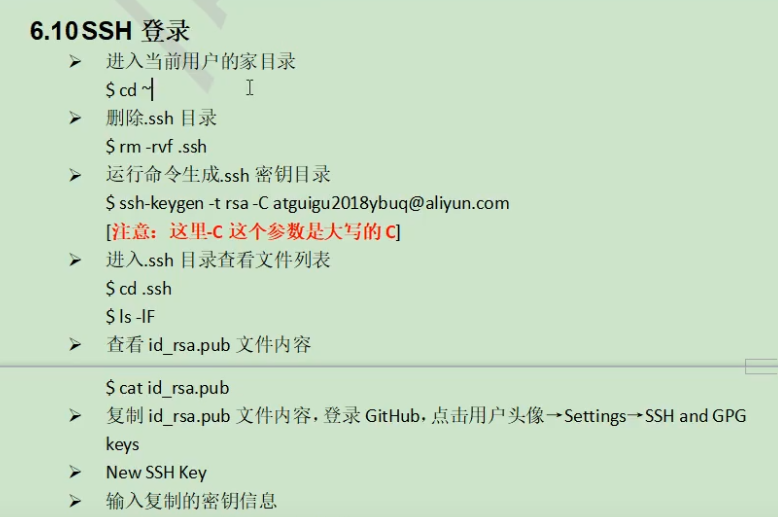 6.10 SSH 登录
➢ 进入当前用户的家目录
$ cd ~
➢ 删除.ssh 目录
$ rm -rvf .ssh
➢ 运行命令生成.ssh 密钥目录
$ ssh-keygen -t rsa -C atguigu2018ybuq@aliyun.com
[注意：这里-C 这个参数是大写的 C]
➢ 进入.ssh 目录查看文件列表
$ cd .ssh
$ ls -lF
➢ 查看 id_rsa.pub 文件内容
$ cat id_rsa.pub
➢ 复制 id_rsa.pub 文件内容，登录 GitHub，点击用户头像→Settings→SSH and GPG
keys
➢ New SSH Key
➢ 输入复制的密钥信息